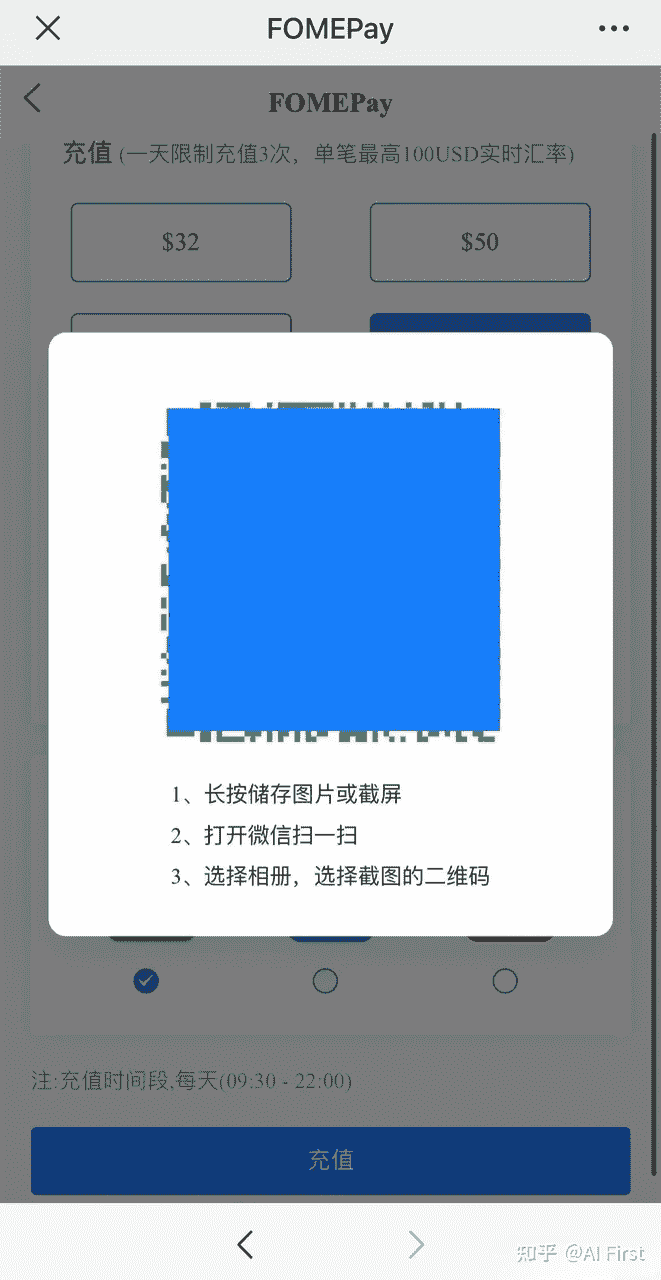 FOMEPay
FOMEPay
充值 (一天限制充值3次，单笔最高100USD实时汇率)
$32
$50
1、长按储存图片或截屏
2、打开微信扫一扫
3、选择相册，选择截图的二维码
注:充值时间段,每天(09:30 - 22:00)
充值
知乎 @AI First